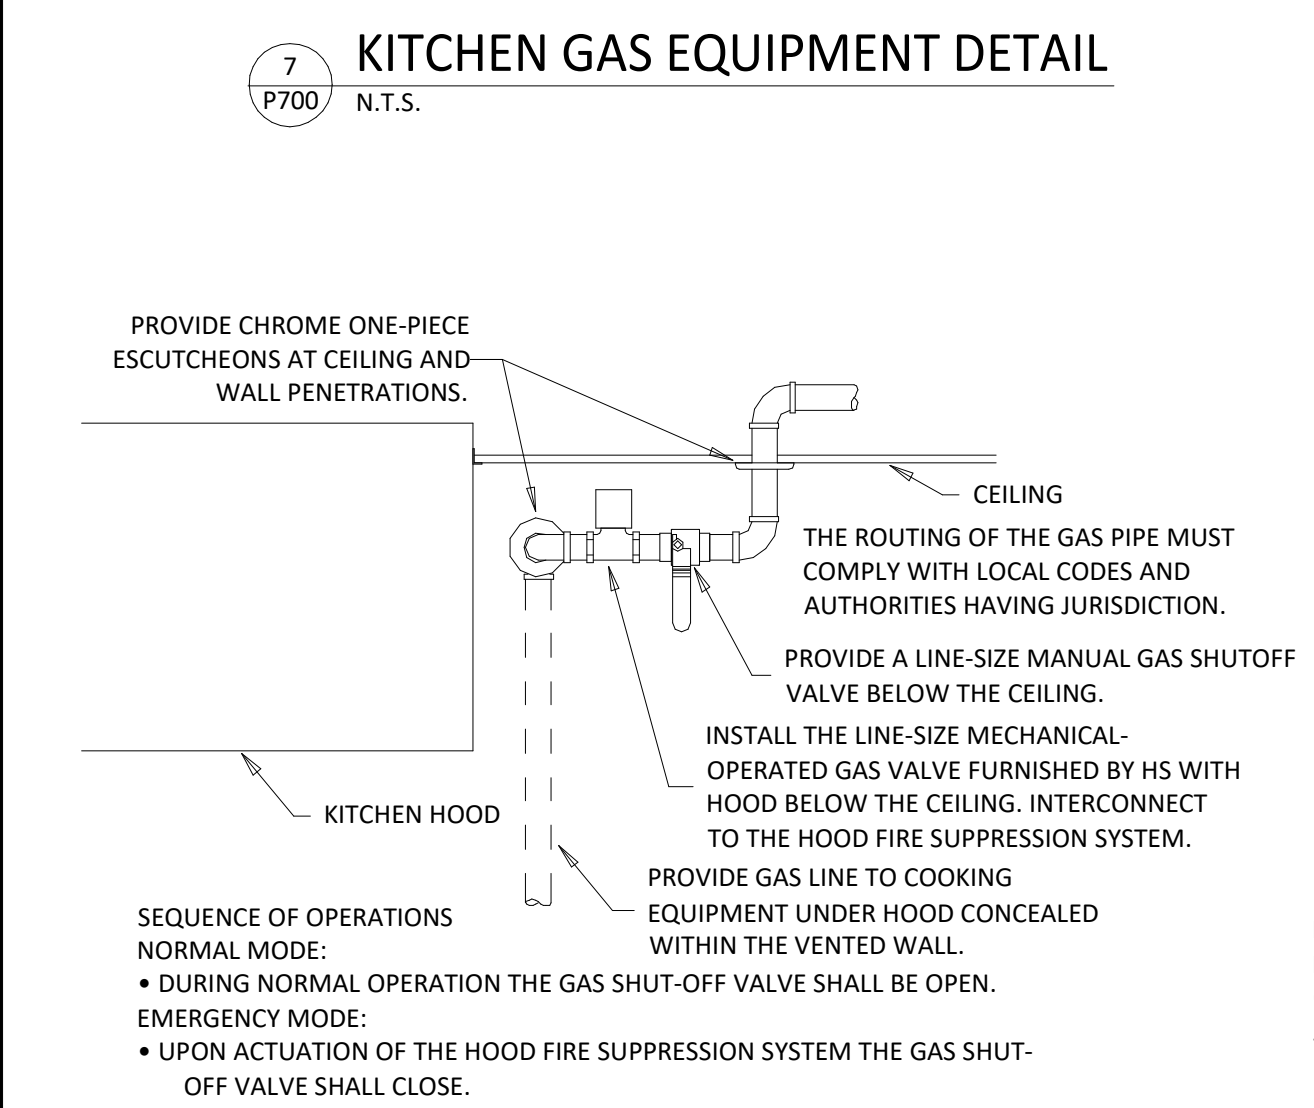 7
P700
KITCHEN GAS EQUIPMENT DETAIL
N.T.S.
PROVIDE CHROME ONE-PIECE
ESCUTCHEONS AT CEILING AND
WALL PENETRATIONS.
CEILING
THE ROUTING OF THE GAS PIPE MUST
COMPLY WITH LOCAL CODES AND
AUTHORITIES HAVING JURISDICTION.
PROVIDE A LINE-SIZE MANUAL GAS SHUTOFF
VALVE BELOW THE CEILING.
INSTALL THE LINE-SIZE MECHANICAL-
OPERATED GAS VALVE FURNISHED BY HS WITH
HOOD BELOW THE CEILING. INTERCONNECT
TO THE HOOD FIRE SUPPRESSION SYSTEM.
KITCHEN HOOD
PROVIDE GAS LINE TO COOKING
EQUIPMENT UNDER HOOD CONCEALED
WITHIN THE VENTED WALL.
SEQUENCE OF OPERATIONS
NORMAL MODE:
• DURING NORMAL OPERATION THE GAS SHUT-OFF VALVE SHALL BE OPEN.
EMERGENCY MODE:
• UPON ACTUATION OF THE HOOD FIRE SUPPRESSION SYSTEM THE GAS SHUT-
OFF VALVE SHALL CLOSE.